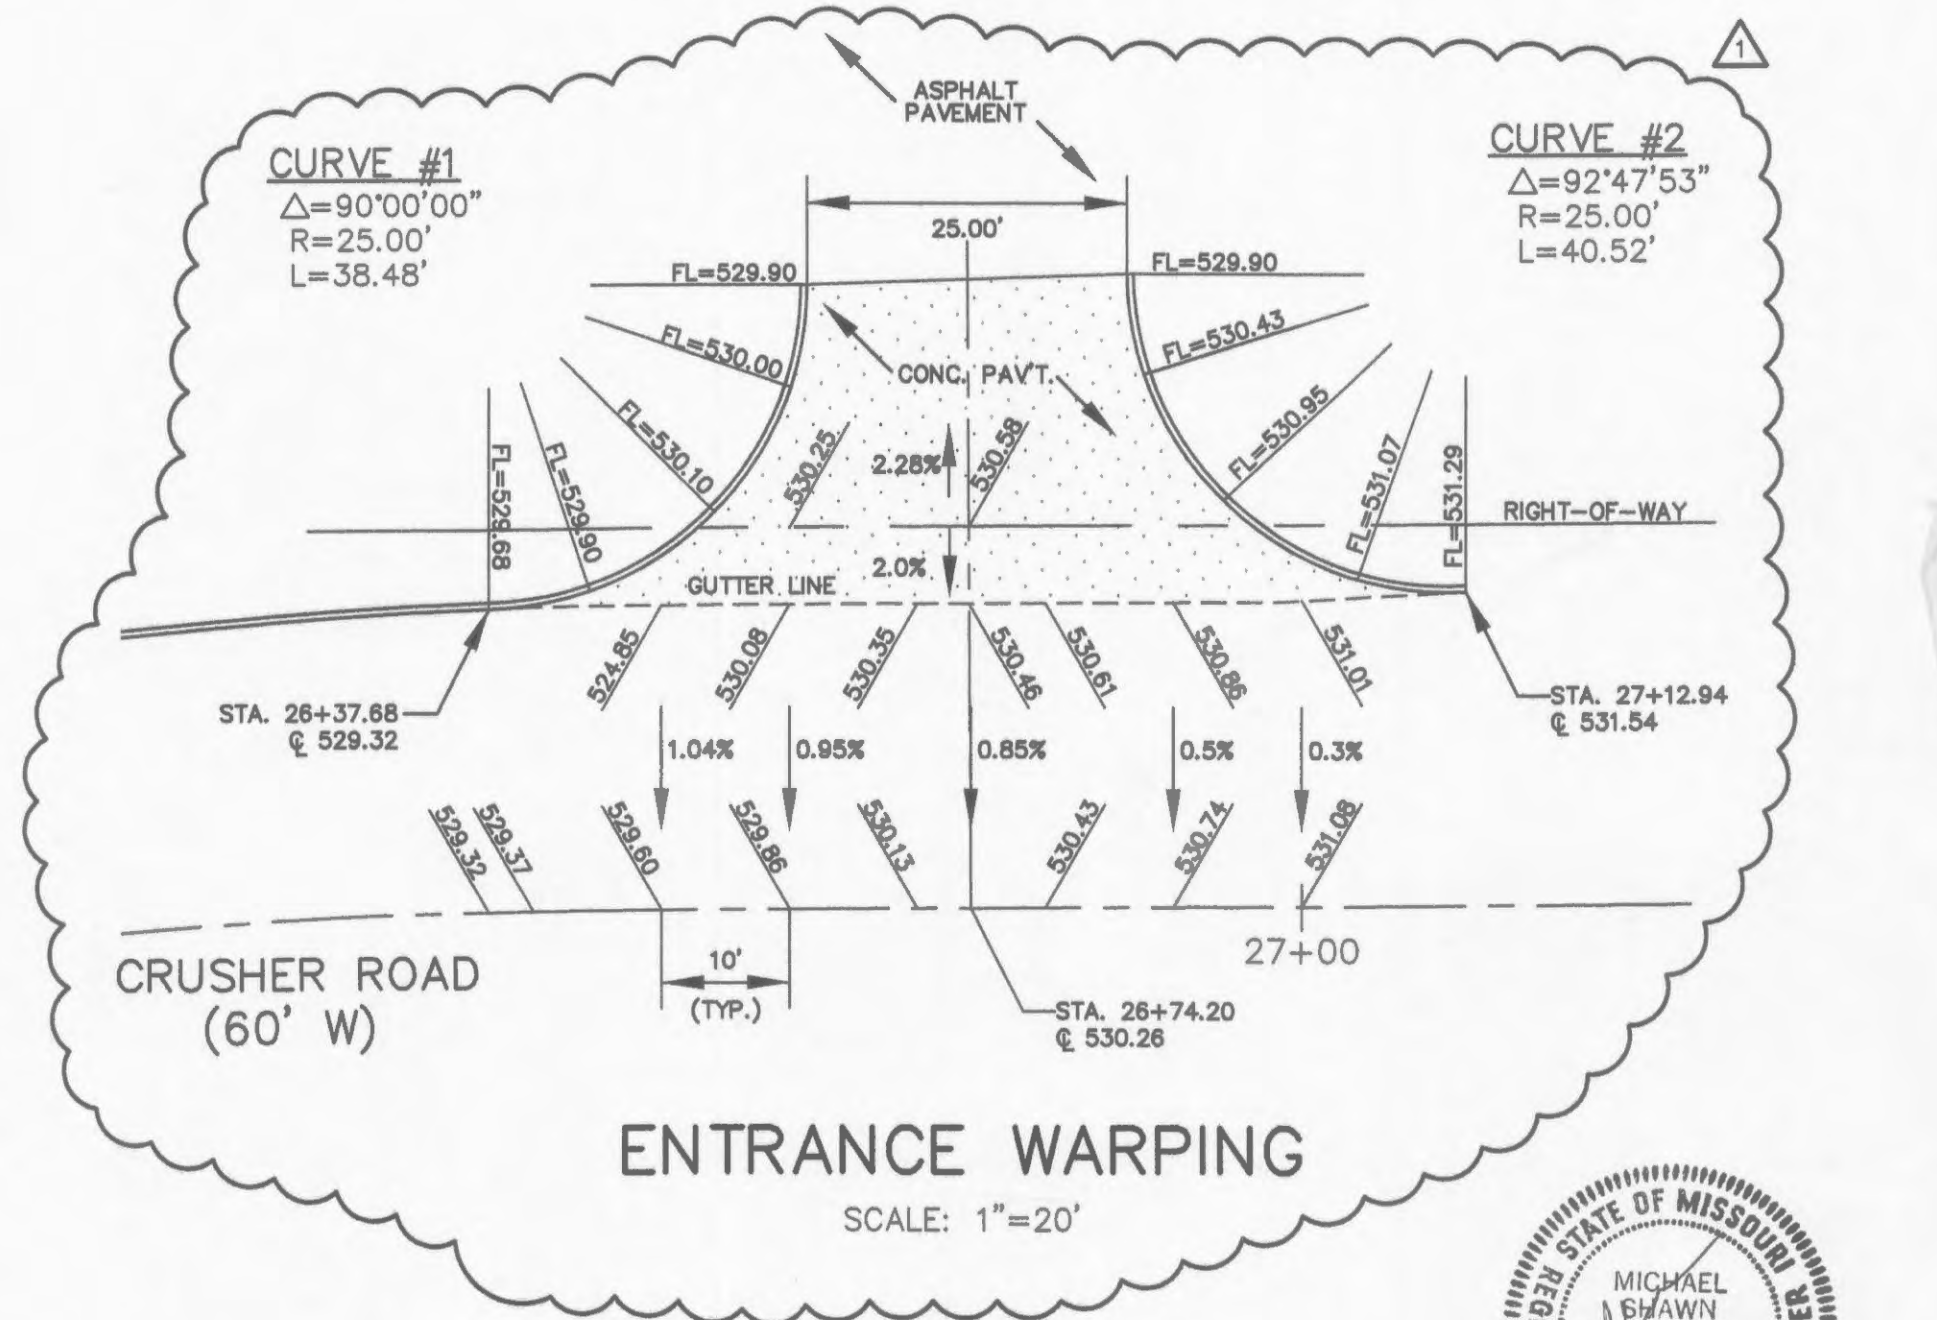 1
ASPHALT
PAVEMENT
CURVE #1
△=90°00'00"
R=25.00'
L=38.48'
CURVE #2
△=92°47'53"
R=25.00'
L=40.52'
25.00'
FL=529.90
FL=529.90
FL=530.00
FL=530.43
CONC. PAV'T.
FL=530.10
FL=530.95
FL=529.68
FL=529.90
530.25
2.28%
530.58
FL=531.07
FL=531.29
RIGHT-OF-WAY
2.0%
GUTTER LINE
524.85
530.08
530.35
530.46
530.61
530.86
531.01
STA. 26+37.68
℄ 529.32
STA. 27+12.94
℄ 531.54
1.04%
0.95%
0.85%
0.5%
0.3%
529.32
529.37
529.60
529.86
530.13
530.43
530.74
531.08
27+00
CRUSHER ROAD
(60' W)
10'
(TYP.)
STA. 26+74.20
℄ 530.26
ENTRANCE WARPING
SCALE: 1"=20'
STATE OF MISSOURI
MICHAEL
SHAWN